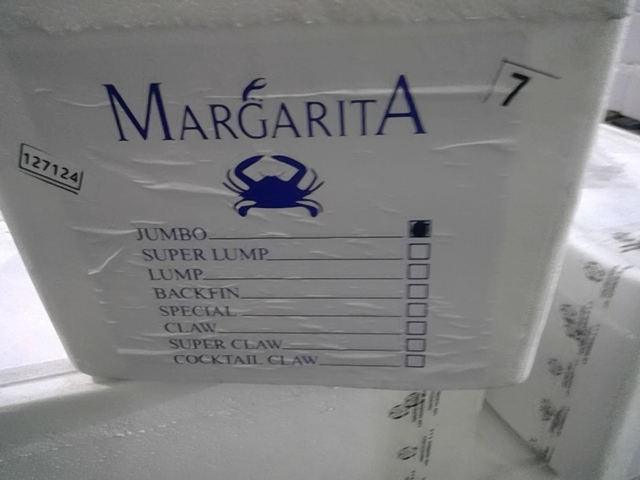 MARGARITA
7
127124
JUMBO
SUPER LUMP
LUMP
BACKFIN
SPECIAL
CLAW
SUPER CLAW
COCKTAIL CLAW